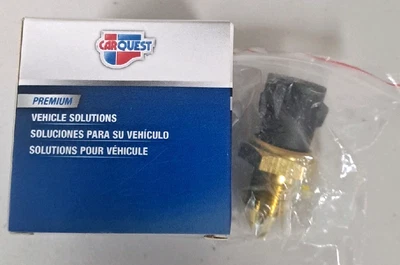 CARQUEST
PREMIUM
VEHICLE SOLUTIONS
SOLUCIONES PARA SU VEHÍCULO
SOLUTIONS POUR VÉHICULE